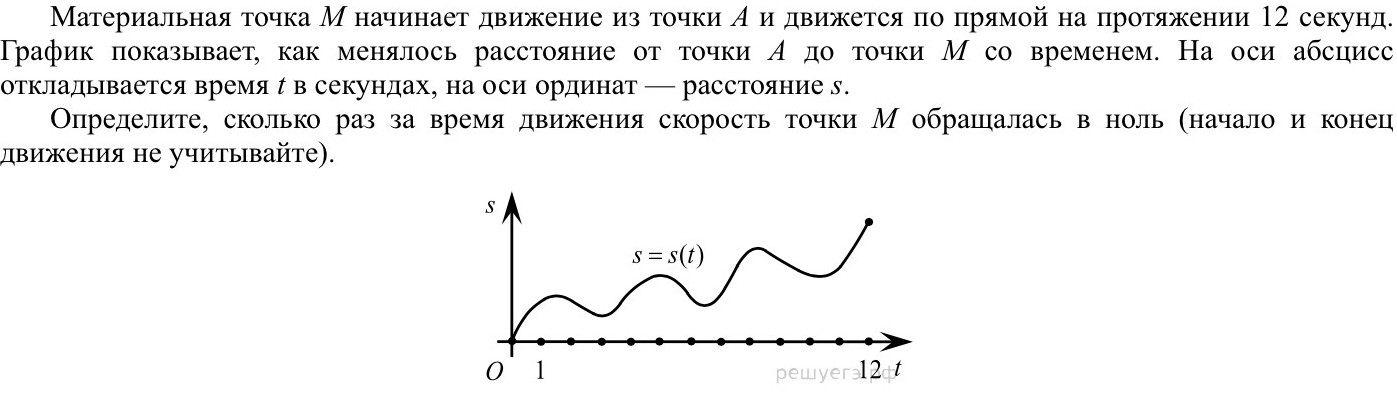 Материальная точка M начинает движение из точки A и движется по прямой на протяжении 12 секунд.
График показывает, как менялось расстояние от точки A до точки M со временем. На оси абсцисс
откладывается время t в секундах, на оси ординат — расстояние s.
Определите, сколько раз за время движения скорость точки M обращалась в ноль (начало и конец
движения не учитывайте).
s
s = s(t)
O 1 12 t
решуегэ.рф